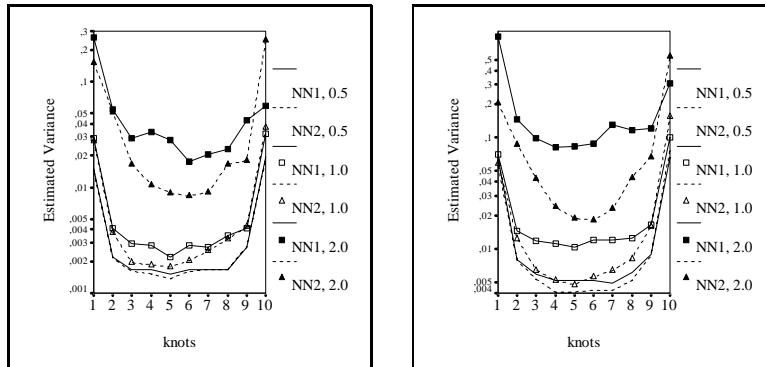 ,3
,2
,1
,05
,04
,03
,02
,01
,005
,004
,003
,002
,001
Estimated Variance
1 2 3 4 5 6 7 8 9 10
knots
NN1, 0.5
NN2, 0.5
NN1, 1.0
NN2, 1.0
NN1, 2.0
NN2, 2.0
,5
,4
,3
,2
,1
,05
,04
,03
,02
,01
,005
,004
Estimated Variance
1 2 3 4 5 6 7 8 9 10
knots
NN1, 0.5
NN2, 0.5
NN1, 1.0
NN2, 1.0
NN1, 2.0
NN2, 2.0